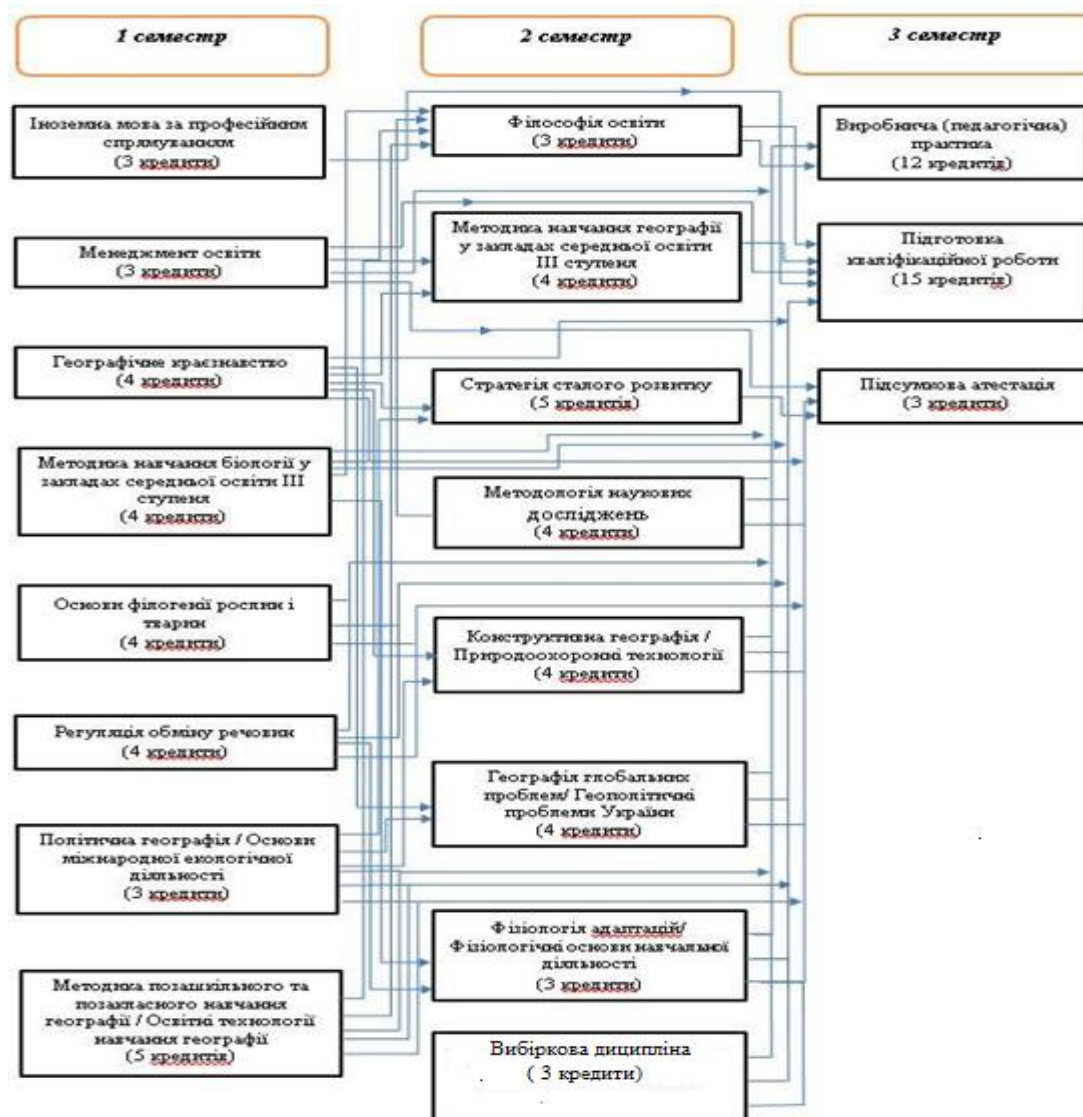 1 семестр
Іноземна мова за професійним
спрямуванням
(3 кредити)
Менеджмент освіти
(3 кредити)
Географічне краєзнавство
(4 кредити)
Методика навчання біології у
закладах середньої освіти ІІІ
ступеня
(4 кредити)
Основи філогенії рослин і
тварин
(4 кредити)
Регуляція обміну речовин
(4 кредити)
Політична географія / Основи
міжнародної екологічної
діяльності
(3 кредити)
Методика позашкільного та
позакласного навчання
географії / Освітні технології
навчання географії
(5 кредитів)
2 семестр
Філософія освіти
(3 кредити)
Методика навчання географії
у закладах середньої освіти
ІІІ ступеня
(4 кредити)
Стратегія сталого розвитку
(5 кредитів)
Методологія наукових
досліджень
(4 кредити)
Конструктивна географія /
Природоохоронні технології
(4 кредити)
Географія глобальних
проблем/ Геополітичні
проблеми України
(4 кредити)
Фізіологія адаптацій/
Фізіологічні основи навчальної
діяльності
(3 кредити)
Вибіркова диципліна
( 3 кредити)
3 семестр
Виробнича (педагогічна)
практика
(12 кредитів)
Підготовка
кваліфікаційної роботи
(15 кредитів)
Підсумкова атестація
(3 кредити)